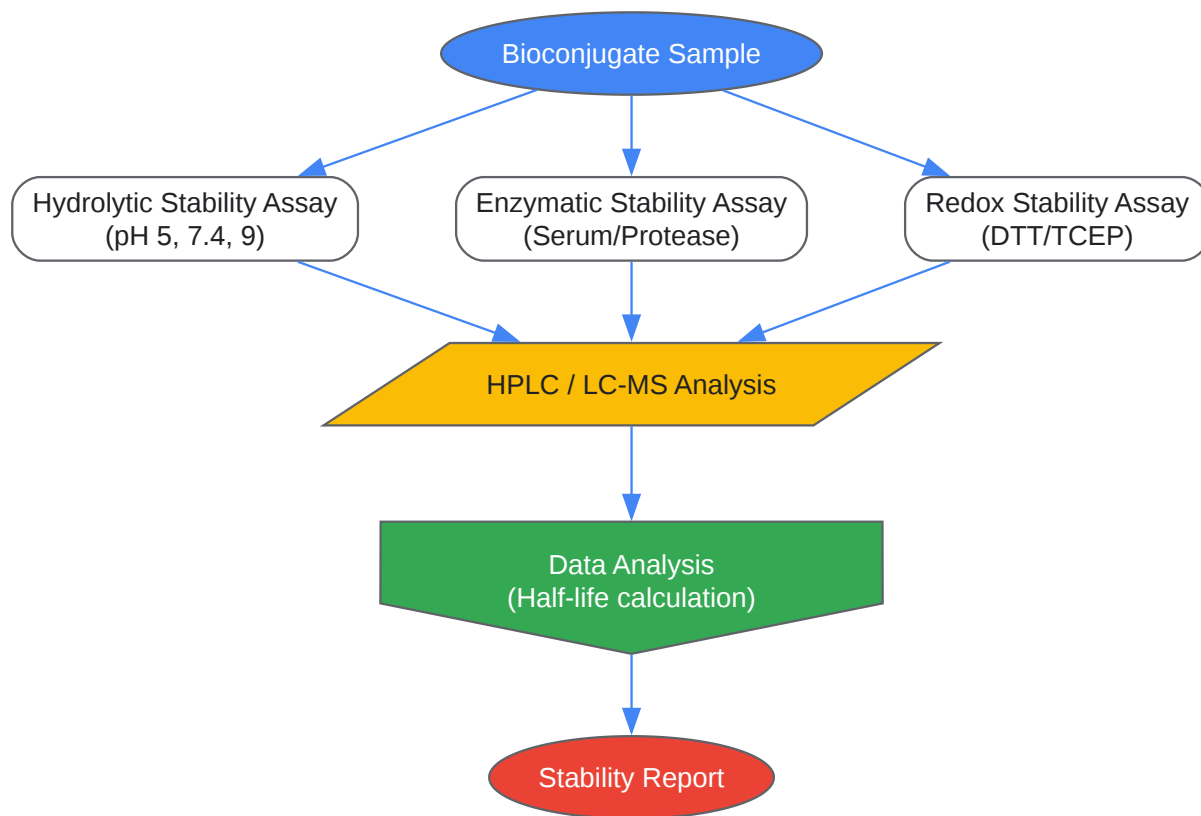 Bioconjugate Sample
Hydrolytic Stability Assay
(pH 5, 7.4, 9)
Enzymatic Stability Assay
(Serum/Protease)
Redox Stability Assay
(DTT/TCEP)
HPLC / LC-MS Analysis
Data Analysis
(Half-life calculation)
Stability Report